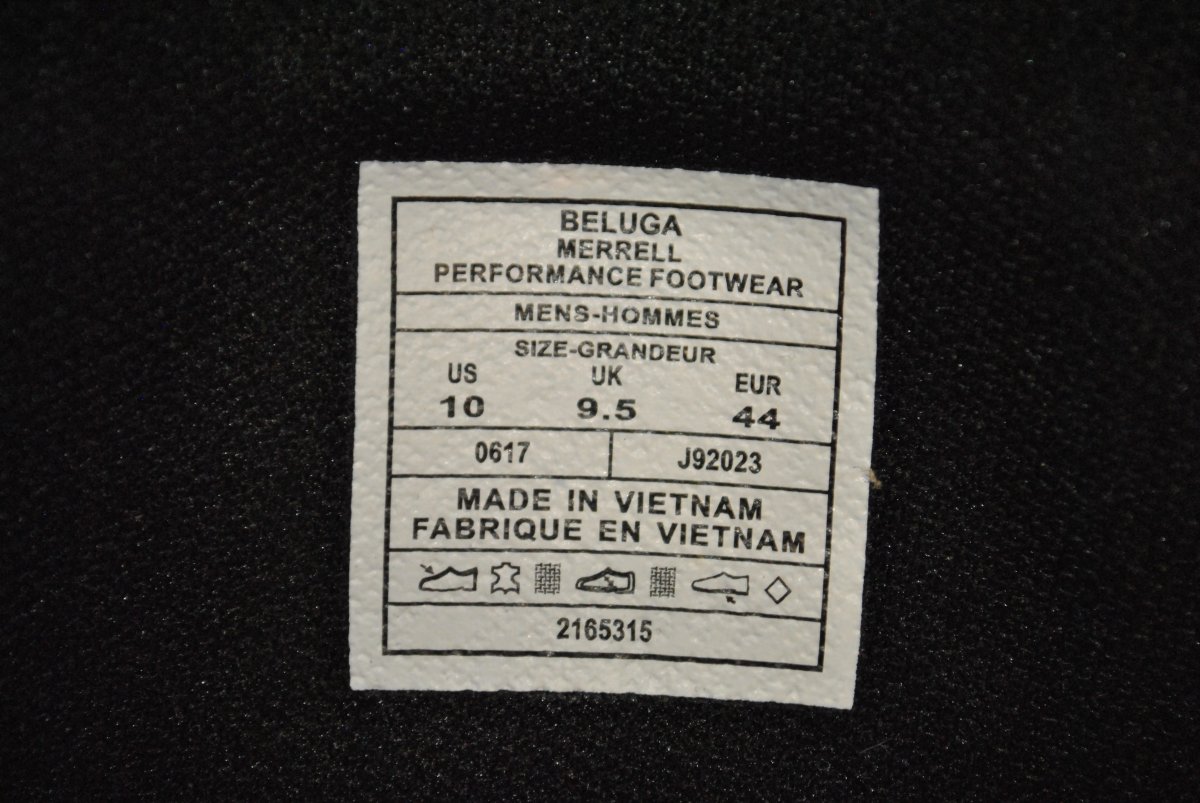 BELUGA
MERRELL
PERFORMANCE FOOTWEAR
MENS-HOMMES
SIZE-GRANDEUR
US UK EUR
10 9.5 44
0617 J92023
MADE IN VIETNAM
FABRIQUE EN VIETNAM
2165315